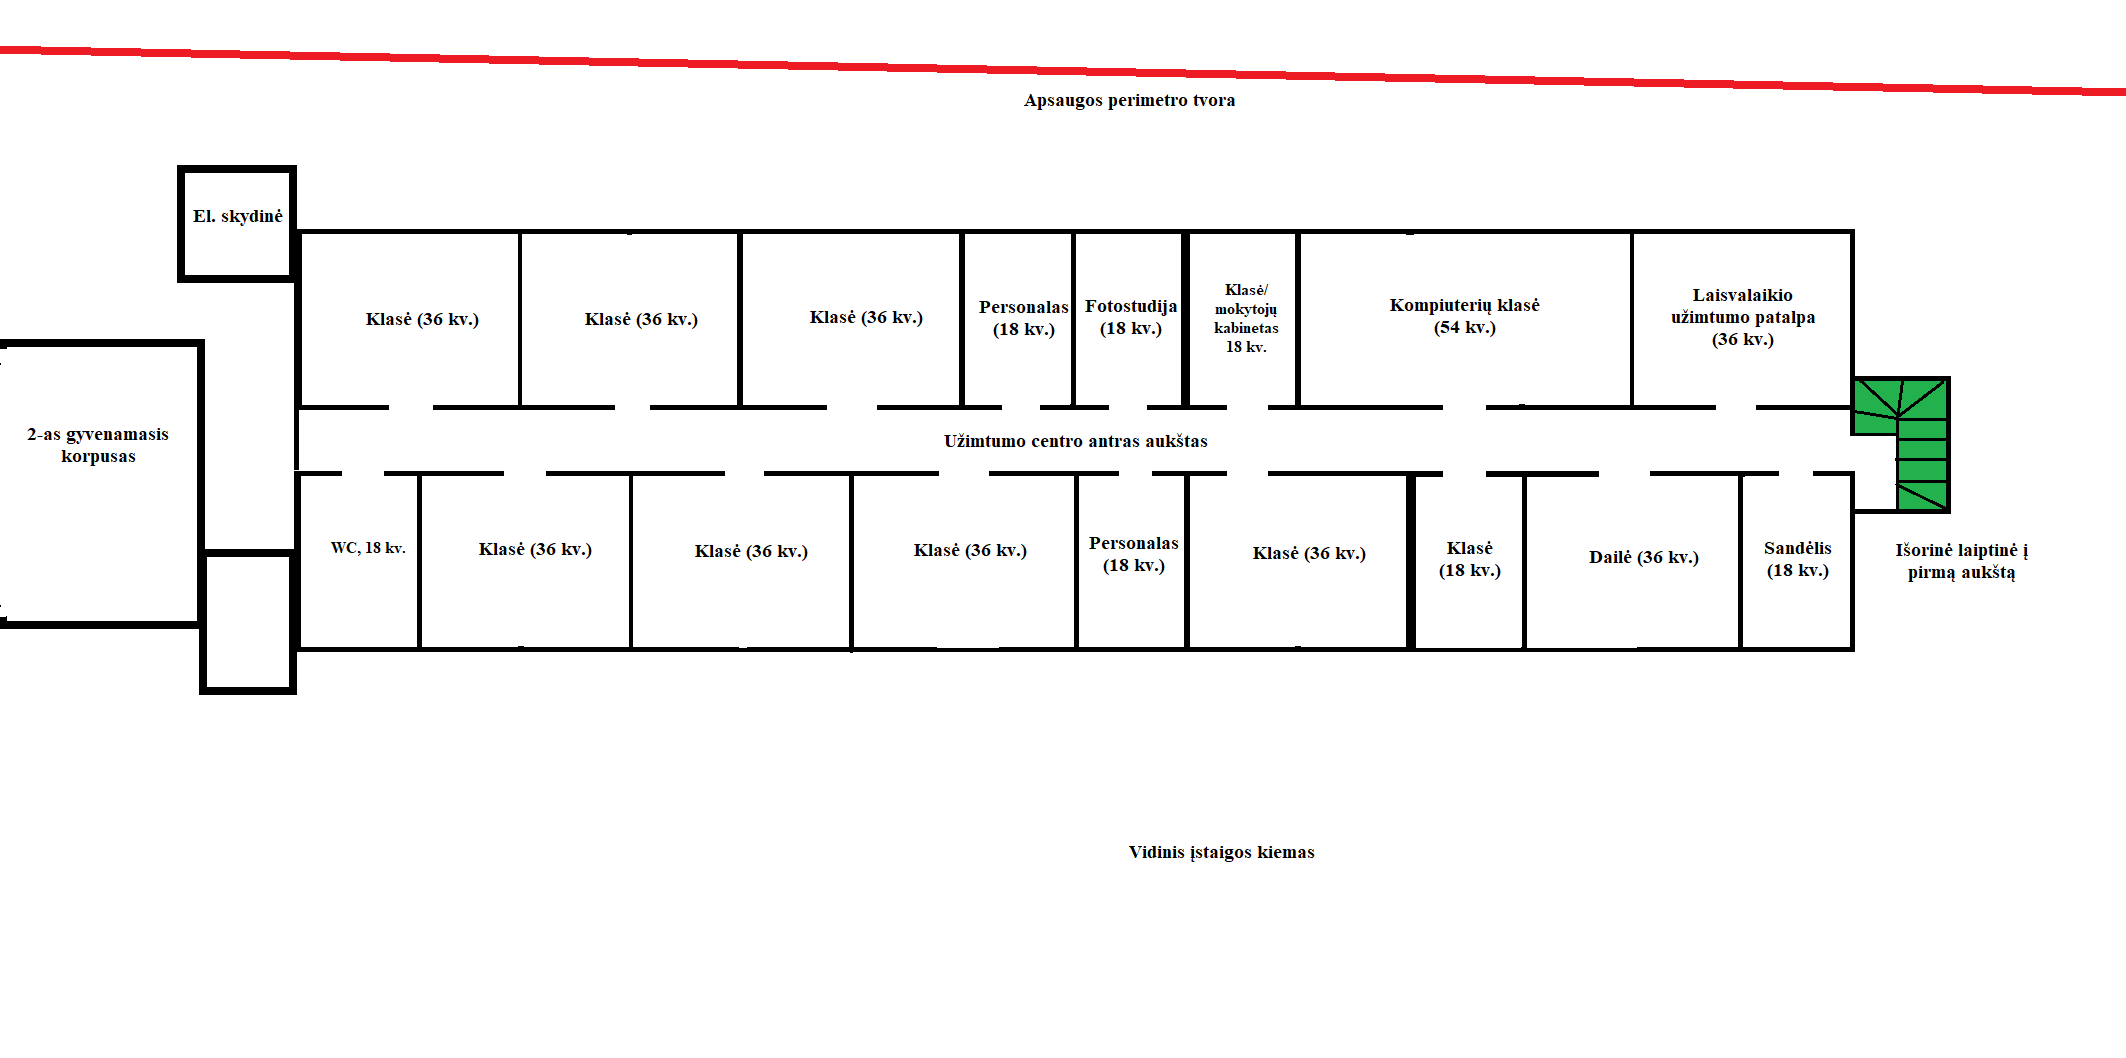 Apsaugos perimetro tvora
El. skydinė
Klasė (36 kv.)
Klasė (36 kv.)
Klasė (36 kv.)
Personalas
(18 kv.)
Fotostudija
(18 kv.)
Klasė/
mokytojų
kabinetas
18 kv.
Kompiuterių klasė
(54 kv.)
Laisvalaikio
užimtumo patalpa
(36 kv.)
2-as gyvenamasis
korpusas
Užimtumo centro antras aukštas
WC, 18 kv.
Klasė (36 kv.)
Klasė (36 kv.)
Klasė (36 kv.)
Personalas
(18 kv.)
Klasė (36 kv.)
Klasė
(18 kv.)
Dailė (36 kv.)
Sandėlis
(18 kv.)
Išorinė laiptinė į
pirmą aukštą
Vidinis įstaigos kiemas